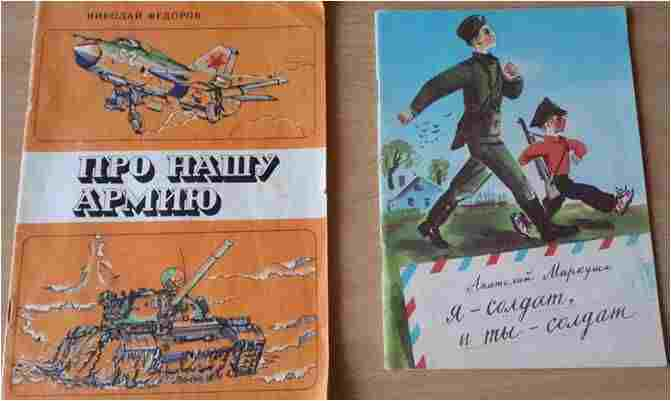 НИКОЛАЙ ФЕДОРОВ
ПРО НАШУ
АРМИЮ
Анатолий Маркуша
Я – солдат,
и ты – солдат